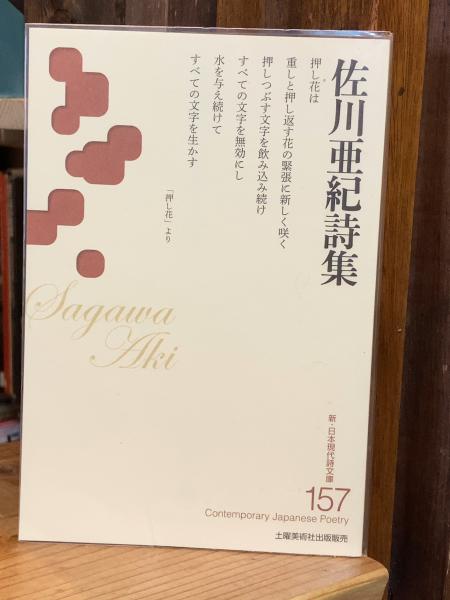 佐川亜紀詩集
押し花は
重しと押し返す花の緊張に新しく咲く
押しつぶす文字を飲み込み続け
すべての文字を無効にし
水を与え続けて
すべての文字を生かす
「押し花」より
Sagawa
Aki
新・日本現代詩文庫
157
Contemporary Japanese Poetry
土曜美術社出版販売